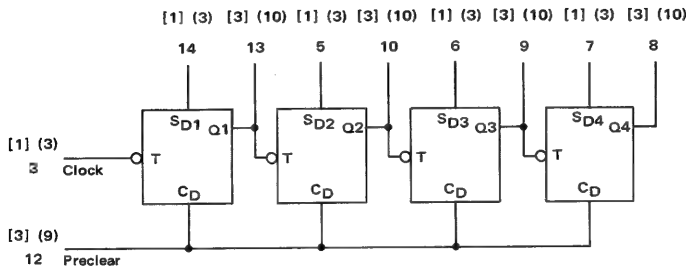 [1] (3) [3] (10) [1] (3) [3] (10) [1] (3) [3] (10) [1] (3) [3] (10)
14 13 5 10 6 9 7 8
SD1 Q1 SD2 Q2 SD3 Q3 SD4 Q4
[1] (3)
T T T T
3 Clock
CD CD CD CD
[3] (9)
12 Preclear